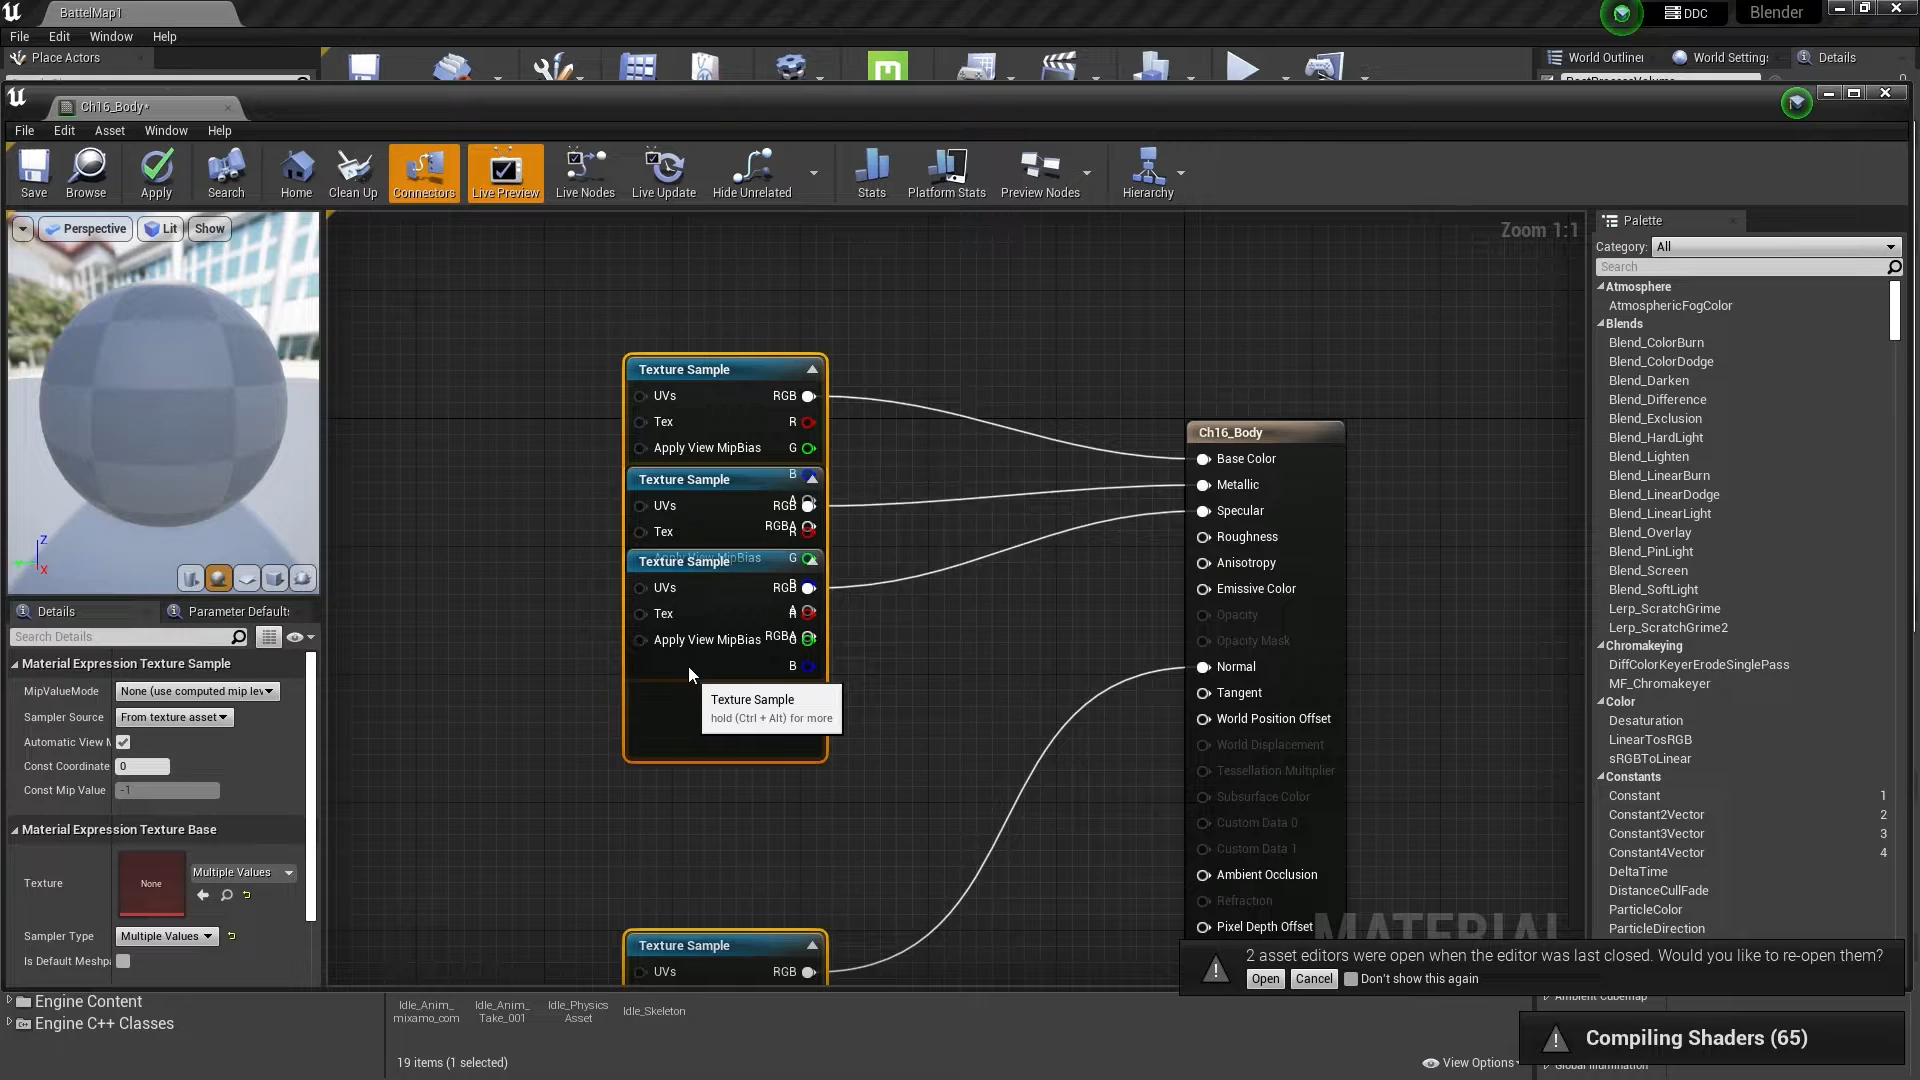 BattelMap1
DDC
Blender
File Edit Window Help
Place Actors
World Outliner
World Settings
Details
Ch16_Body*
File Edit Asset Window Help
Save Browse Apply Search Home Clean Up Connectors Live Preview Live Nodes Live Update Hide Unrelated Stats Platform Stats Preview Nodes Hierarchy
Perspective Lit Show
Zoom 1:1
Z
X
Details
Parameter Defaults
Search Details
Material Expression Texture Sample
MipValueMode None (use computed mip lev
Sampler Source From texture asset
Automatic View M
Const Coordinate 0
Const Mip Value -1
Material Expression Texture Base
Texture None Multiple Values
Sampler Type Multiple Values
Is Default Meshpa
Texture Sample
UVs RGB
Tex R
Apply View MipBias G
B
Texture Sample
A
UVs RGB
RGBA
Tex R
Apply View MipBias G
Texture Sample
B
UVs RGB
A
Tex R
Apply View MipBias RGBA G
B
Texture Sample
hold (Ctrl + Alt) for more
Texture Sample
UVs RGB
Ch16_Body
Base Color
Metallic
Specular
Roughness
Anisotropy
Emissive Color
Opacity
Opacity Mask
Normal
Tangent
World Position Offset
World Displacement
Tessellation Multiplier
Subsurface Color
Custom Data 0
Custom Data 1
Ambient Occlusion
Refraction
Pixel Depth Offset
MATERIAL
Palette
Category: All
Search
Atmosphere
AtmosphericFogColor
Blends
Blend_ColorBurn
Blend_ColorDodge
Blend_Darken
Blend_Difference
Blend_Exclusion
Blend_HardLight
Blend_Lighten
Blend_LinearBurn
Blend_LinearDodge
Blend_LinearLight
Blend_Overlay
Blend_PinLight
Blend_Screen
Blend_SoftLight
Lerp_ScratchGrime
Lerp_ScratchGrime2
Chromakeying
DiffColorKeyerErodeSinglePass
MF_Chromakeyer
Color
Desaturation
LinearTosRGB
sRGBToLinear
Constants
Constant 1
Constant2Vector 2
Constant3Vector 3
Constant4Vector 4
DeltaTime
DistanceCullFade
ParticleColor
ParticleDirection
2 asset editors were open when the editor was last closed. Would you like to re-open them?
Open Cancel Don't show this again
Engine Content
Engine C++ Classes
Idle_Anim_
mixamo_com
Idle_Anim_
Take_001
Idle_Physics
Asset
Idle_Skeleton
19 items (1 selected)
View Options
Compiling Shaders (65)